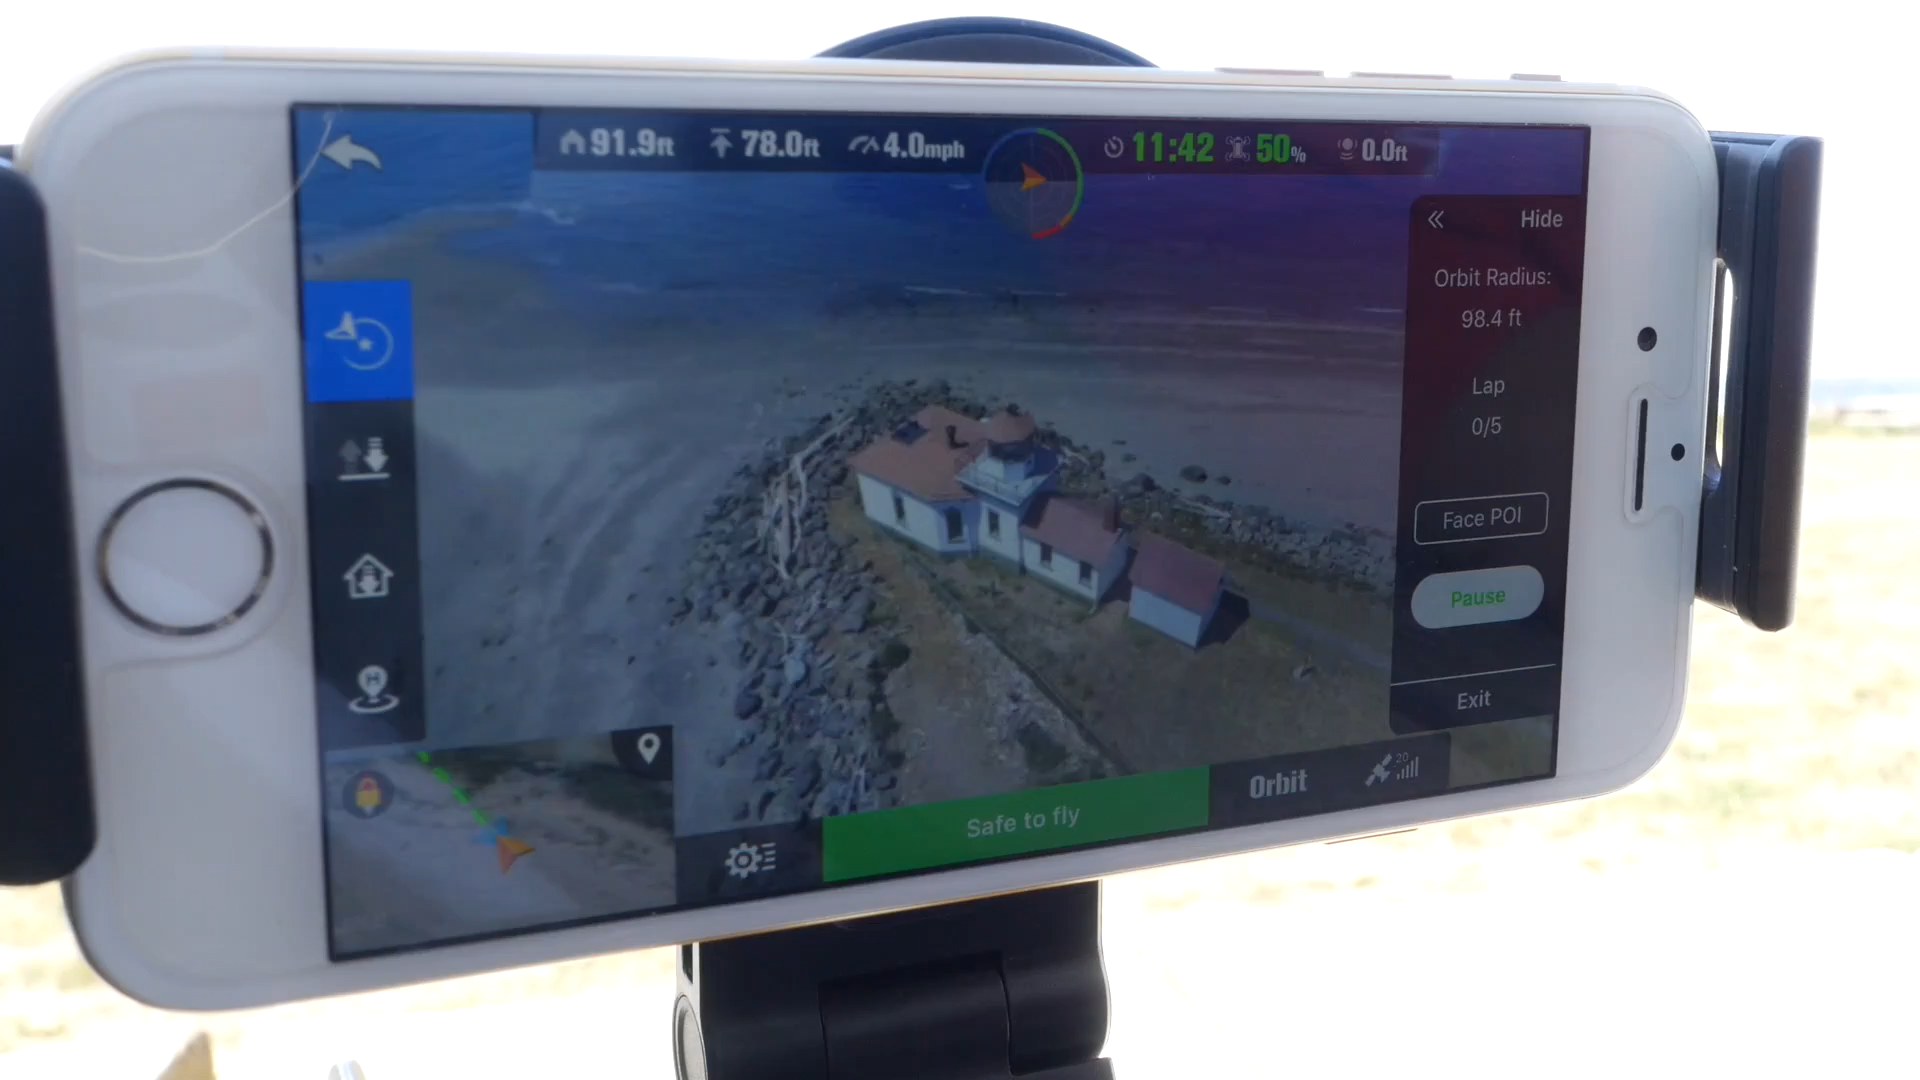 91.9ft 78.0ft 4.0mph 11:42 50% 0.0ft
Hide
Orbit Radius:
98.4 ft
Lap
0/5
Face POI
Pause
Exit
H
Safe to fly
Orbit
20